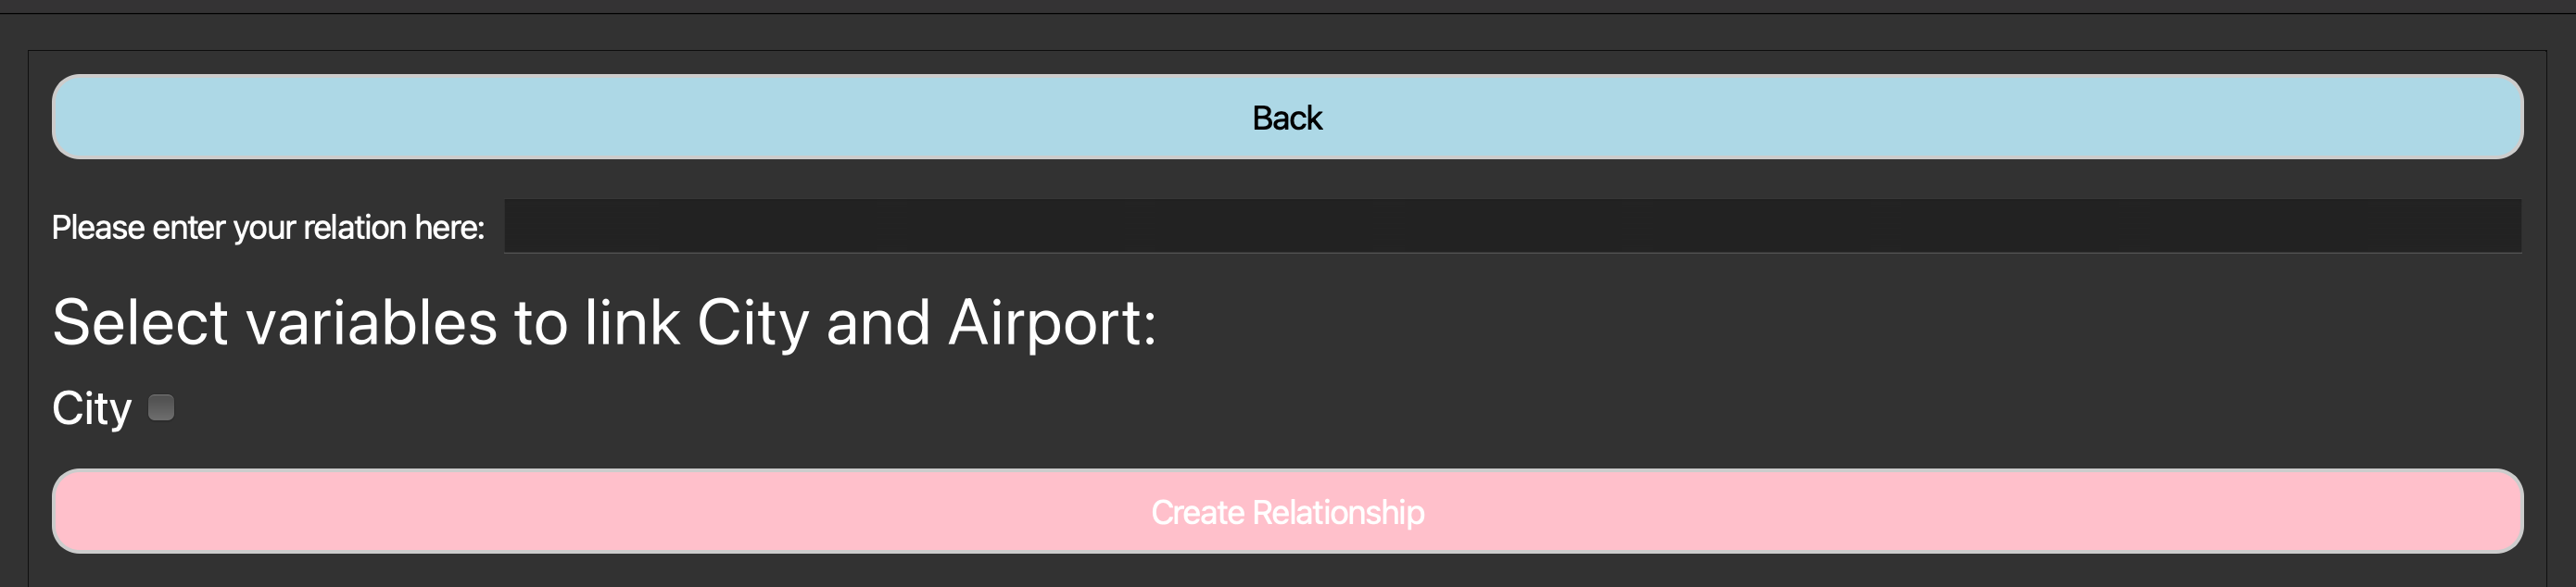 Back
Please enter your relation here:
Select variables to link City and Airport:
City
Create Relationship